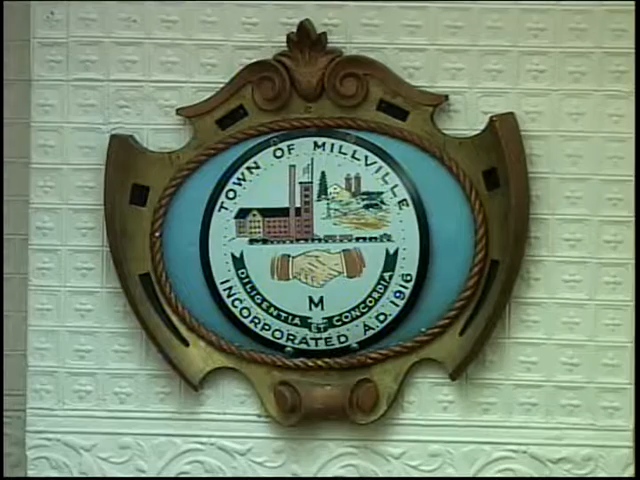 TOWN OF MILLVILLE
M
DILIGENTIA ET CONCORDIA
INCORPORATED A.D. 1916